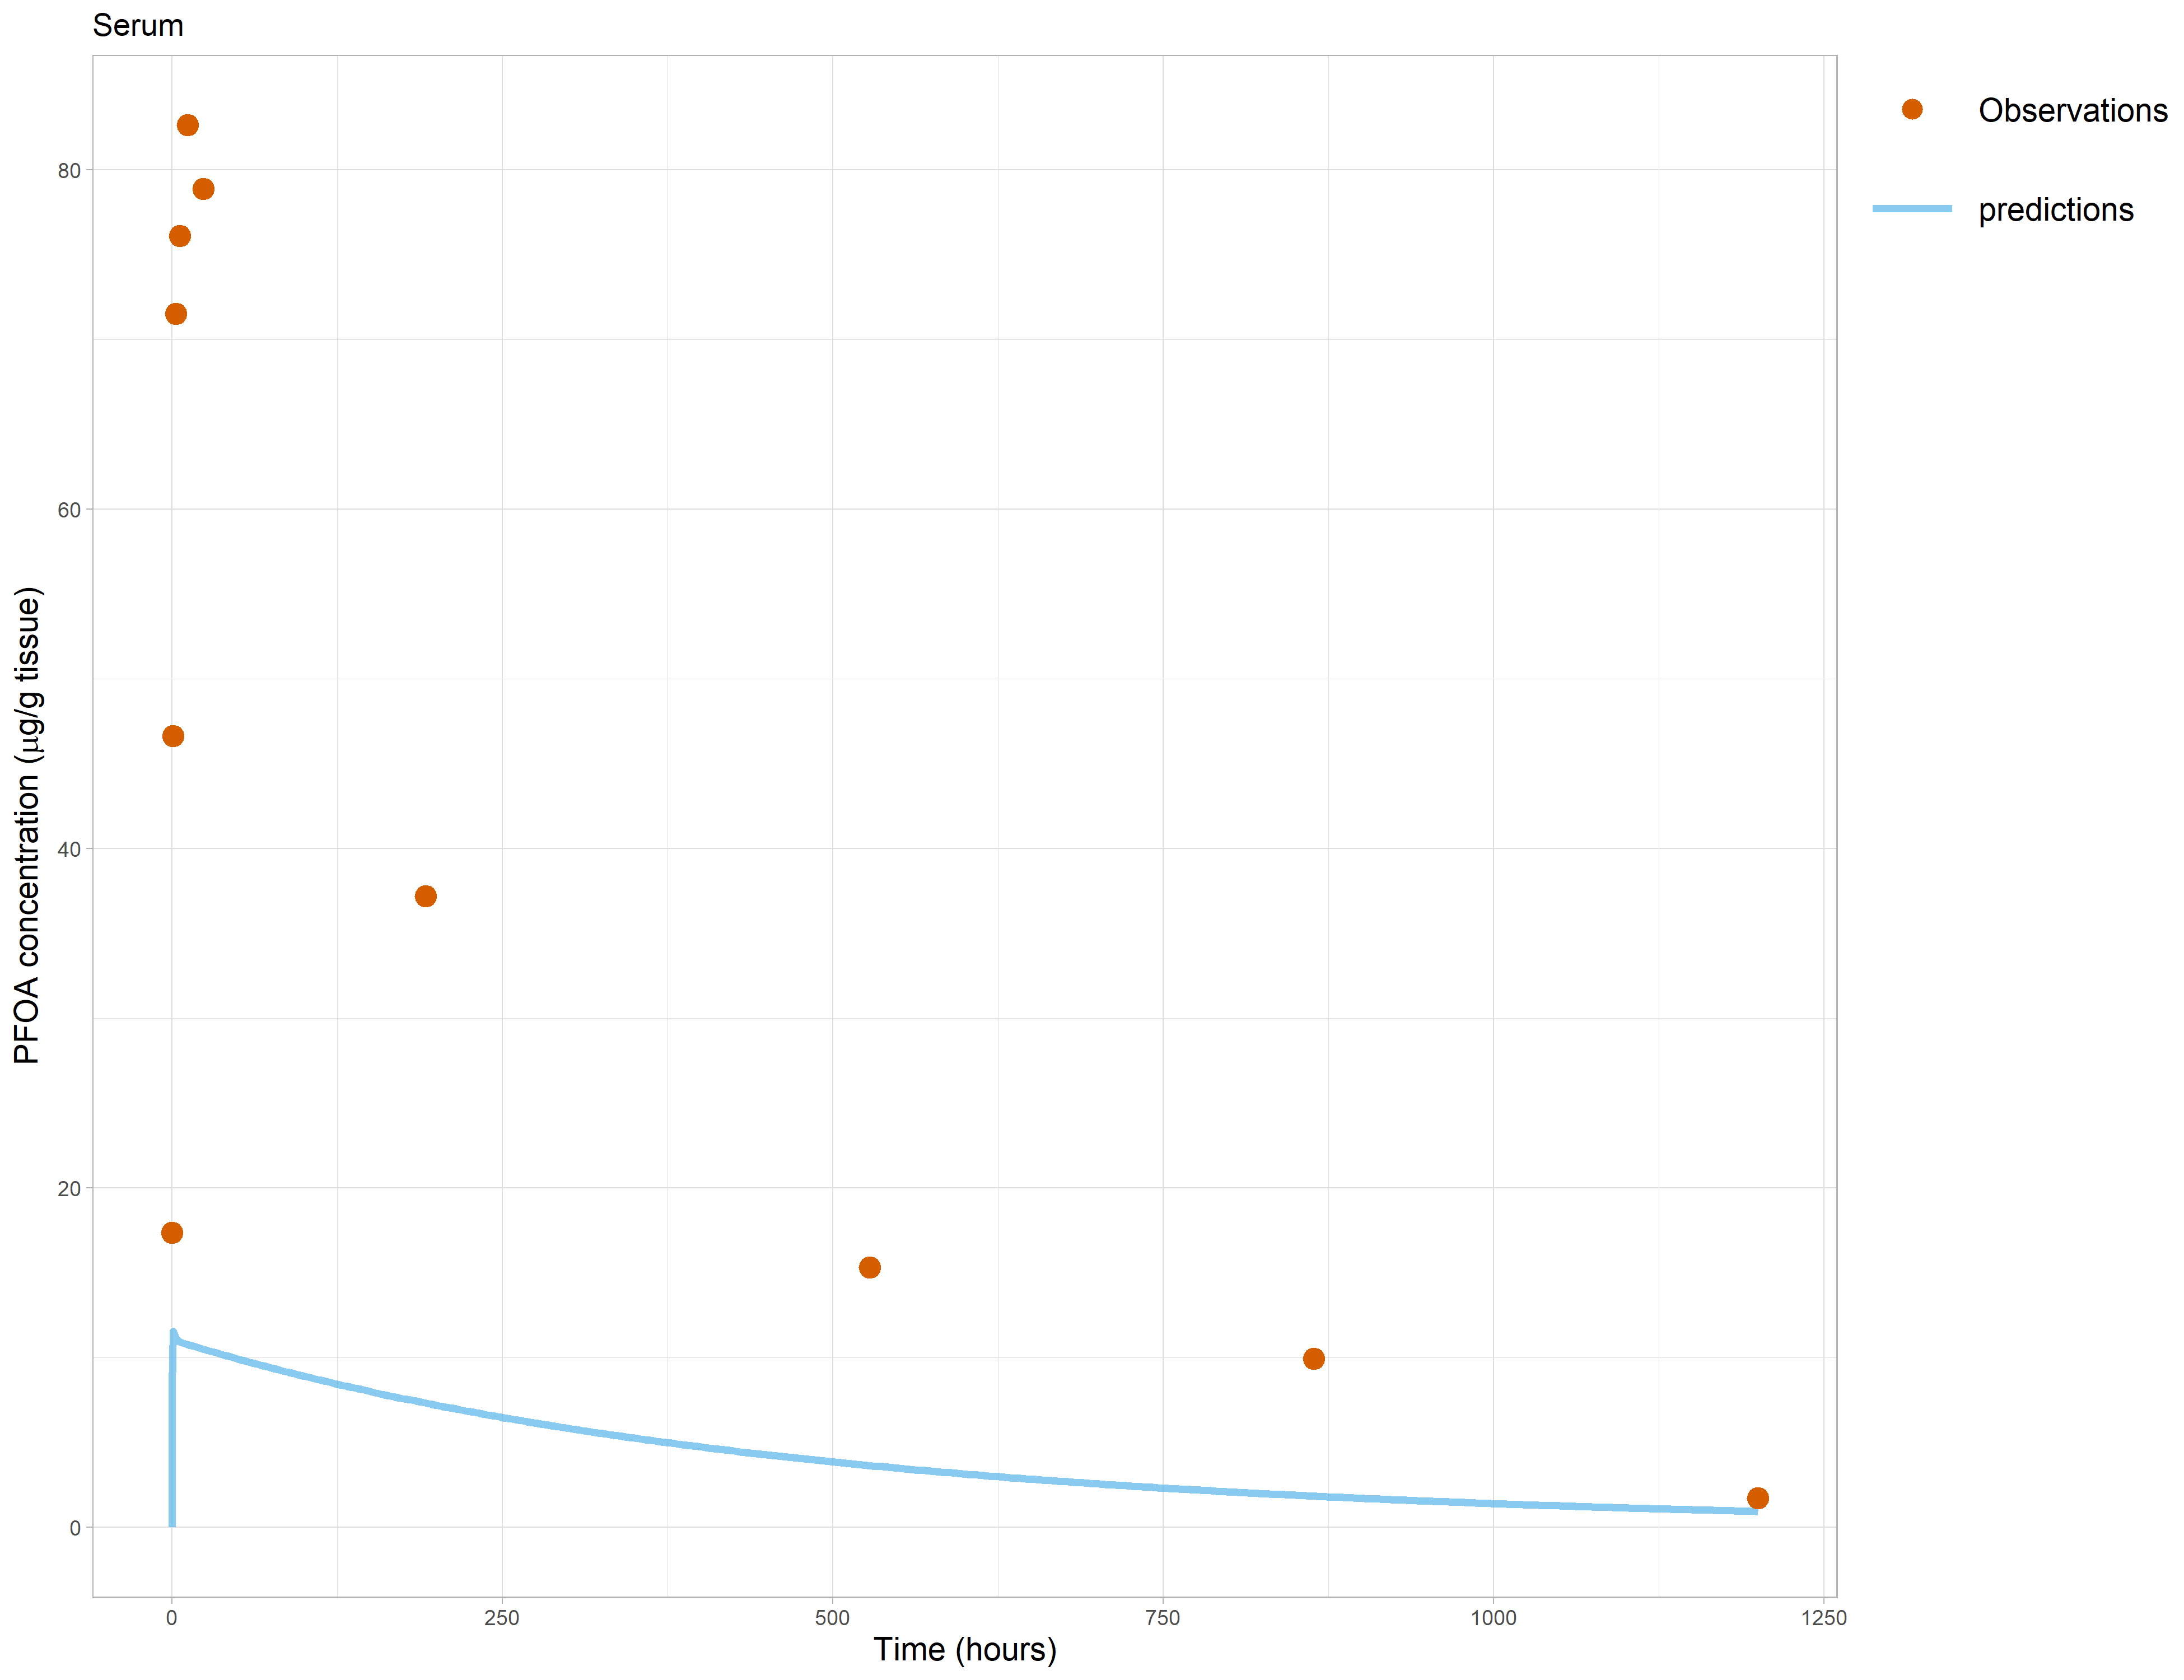 Serum
Observations
predictions
PFOA concentration (μg/g tissue)
80
60
40
20
0
0 250 500 750 1000 1250
Time (hours)